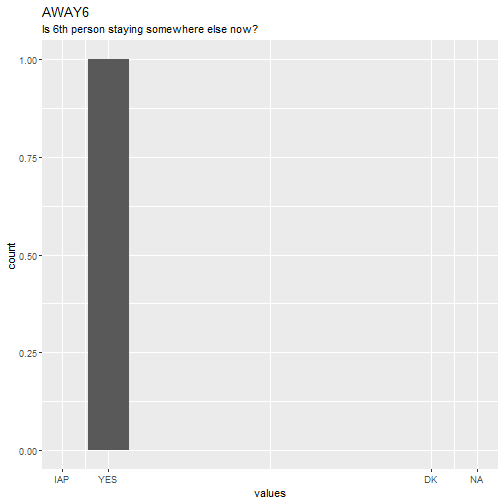 AWAY6
Is 6th person staying somewhere else now?
1.00
0.75
0.50
0.25
0.00
count
IAP YES DK NA
values